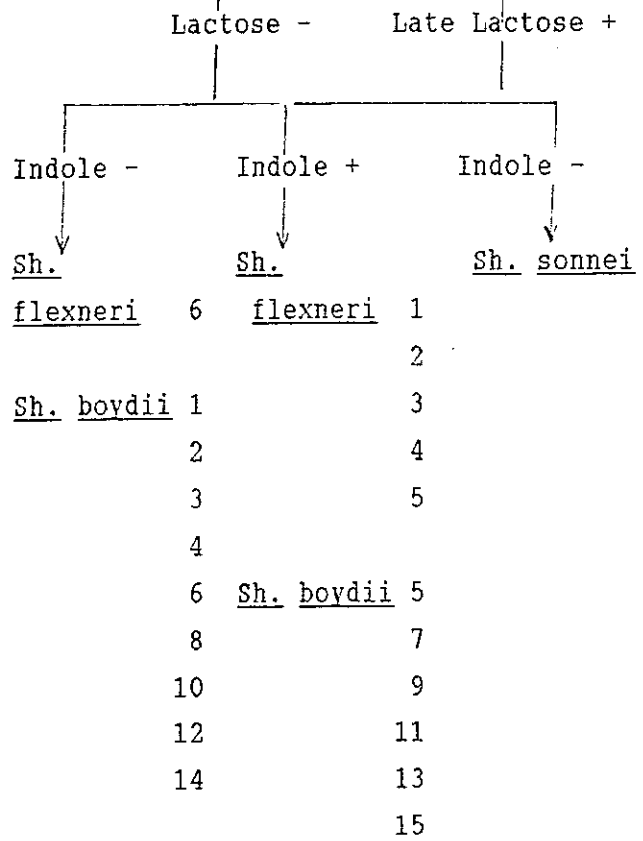 Lactose - Late Lactose +
Indole - Indole + Indole -
Sh. Sh. Sh. sonnei
flexneri 6 flexneri 1
2
Sh. boydii 1 3
2 4
3 5
4
6 Sh. boydii 5
8 7
10 9
12 11
14 13
15